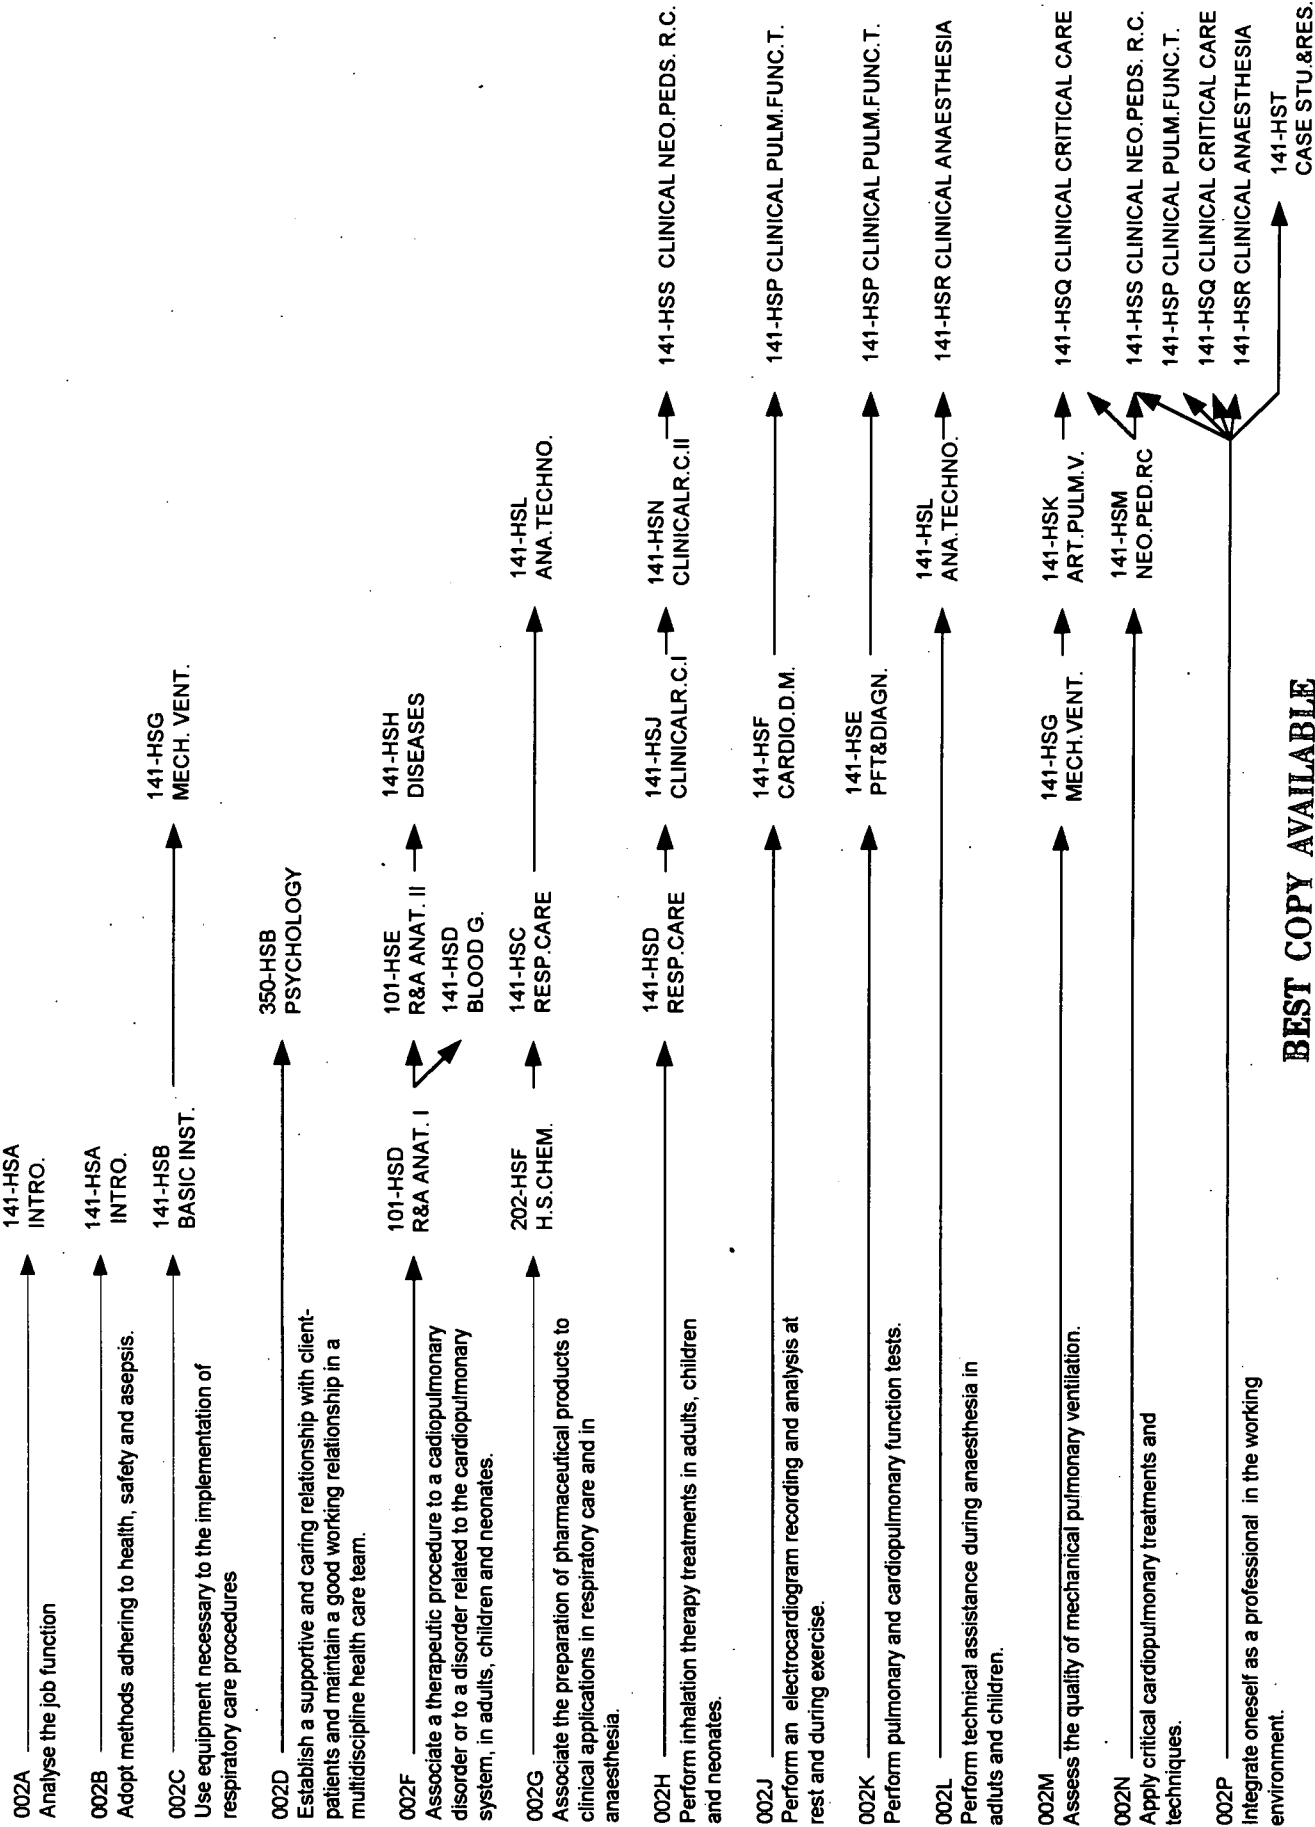 002A
Analyse the job function
141-HSA
INTRO.
002B
Adopt methods adhering to health, safety and asepsis.
141-HSA
INTRO.
002C
Use equipment necessary to the implementation of
respiratory care procedures
141-HSB
BASIC INST.
141-HSG
MECH. VENT.
002D
Establish a supportive and caring relationship with client-
patients and maintain a good working relationship in a
multidiscipline health care team.
350-HSB
PSYCHOLOGY
002F
Associate a therapeutic procedure to a cadiopulmonary
disorder or to a disorder related to the cardiopulmonary
system, in adults, children and neonates.
101-HSD
R&A ANAT. I
101-HSE
R&A ANAT. II
141-HSD
BLOOD G.
141-HSH
DISEASES
002G
Associate the preparation of pharmaceutical products to
clinical applications in respiratory care and in
anaesthesia.
202-HSF
H.S.CHEM.
141-HSC
RESP.CARE
141-HSL
ANA.TECHNO.
002H
Perform inhalation therapy treatments in adults, children
and neonates.
141-HSD
RESP.CARE
141-HSJ
CLINICALR.C.I
141-HSN
CLINICALR.C.II
141-HSS CLINICAL NEO.PEDS. R.C.
002J
Perform an electrocardiogram recording and analysis at
rest and during exercise.
141-HSF
CARDIO.D.M.
141-HSP CLINICAL PULM.FUNC.T.
002K
Perform pulmonary and cardiopulmonary function tests.
141-HSE
PFT&DIAGN.
141-HSP CLINICAL PULM.FUNC.T.
002L
Perform technical assistance during anaesthesia in
adluts and children.
141-HSL
ANA.TECHNO.
141-HSR CLINICAL ANAESTHESIA
002M
Assess the quality of mechanical pulmonary ventilation.
141-HSG
MECH.VENT.
141-HSK
ART.PULM.V.
141-HSQ CLINICAL CRITICAL CARE
002N
Apply critical cardiopulmonary treatments and
techniques.
141-HSM
NEO.PED.RC
141-HSS CLINICAL NEO.PEDS. R.C.
141-HSP CLINICAL PULM.FUNC.T.
141-HSQ CLINICAL CRITICAL CARE
141-HSR CLINICAL ANAESTHESIA
002P
Integrate oneself as a professional in the working
environment.
141-HST
CASE STU.&RES.
BEST COPY AVAILABLE